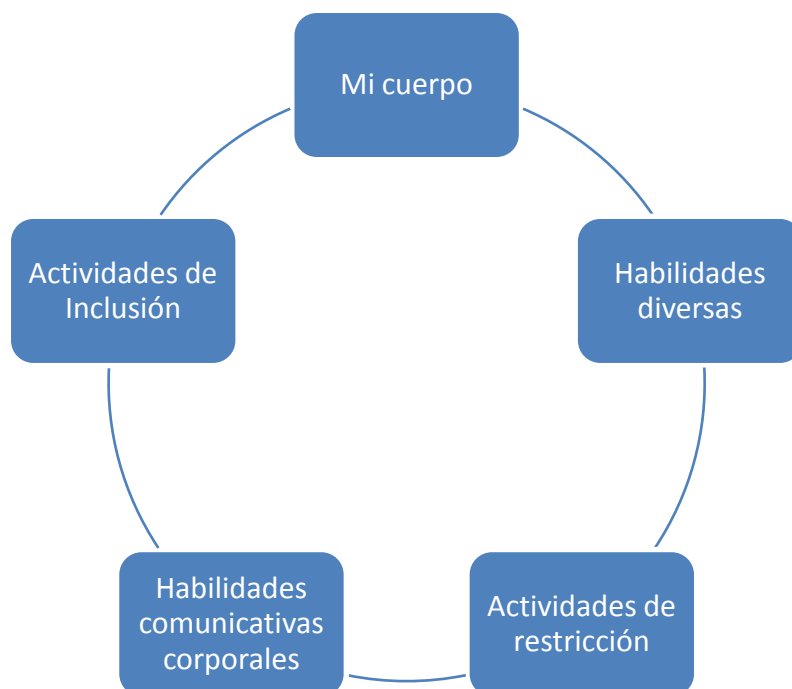 Mi cuerpo
Habilidades
diversas
Actividades de
restricción
Habilidades
comunicativas
corporales
Actividades de
Inclusión